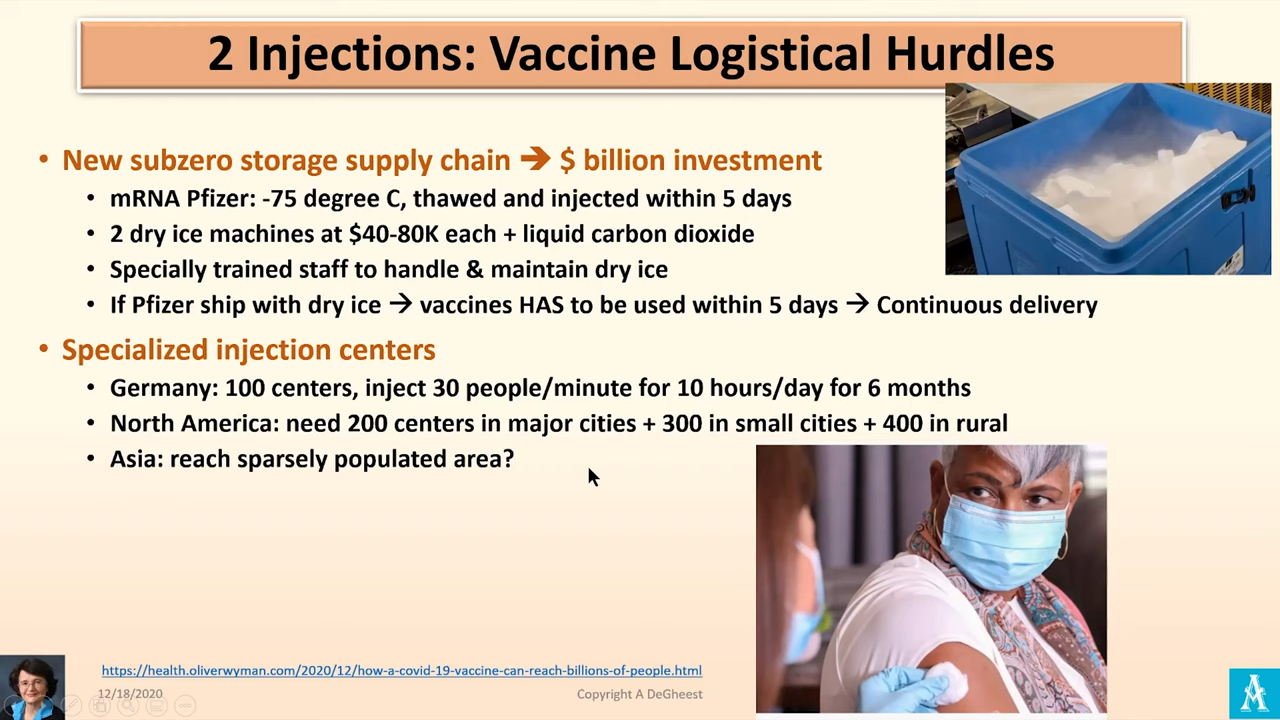 2 Injections: Vaccine Logistical Hurdles
• New subzero storage supply chain ➔ $ billion investment
• mRNA Pfizer: -75 degree C, thawed and injected within 5 days
• 2 dry ice machines at $40-80K each + liquid carbon dioxide
• Specially trained staff to handle & maintain dry ice
• If Pfizer ship with dry ice → vaccines HAS to be used within 5 days → Continuous delivery
• Specialized injection centers
• Germany: 100 centers, inject 30 people/minute for 10 hours/day for 6 months
• North America: need 200 centers in major cities + 300 in small cities + 400 in rural
• Asia: reach sparsely populated area?
https://health.oliverwyman.com/2020/12/how-a-covid-19-vaccine-can-reach-billions-of-people.html
12/18/2020
Copyright A DeGheest
A